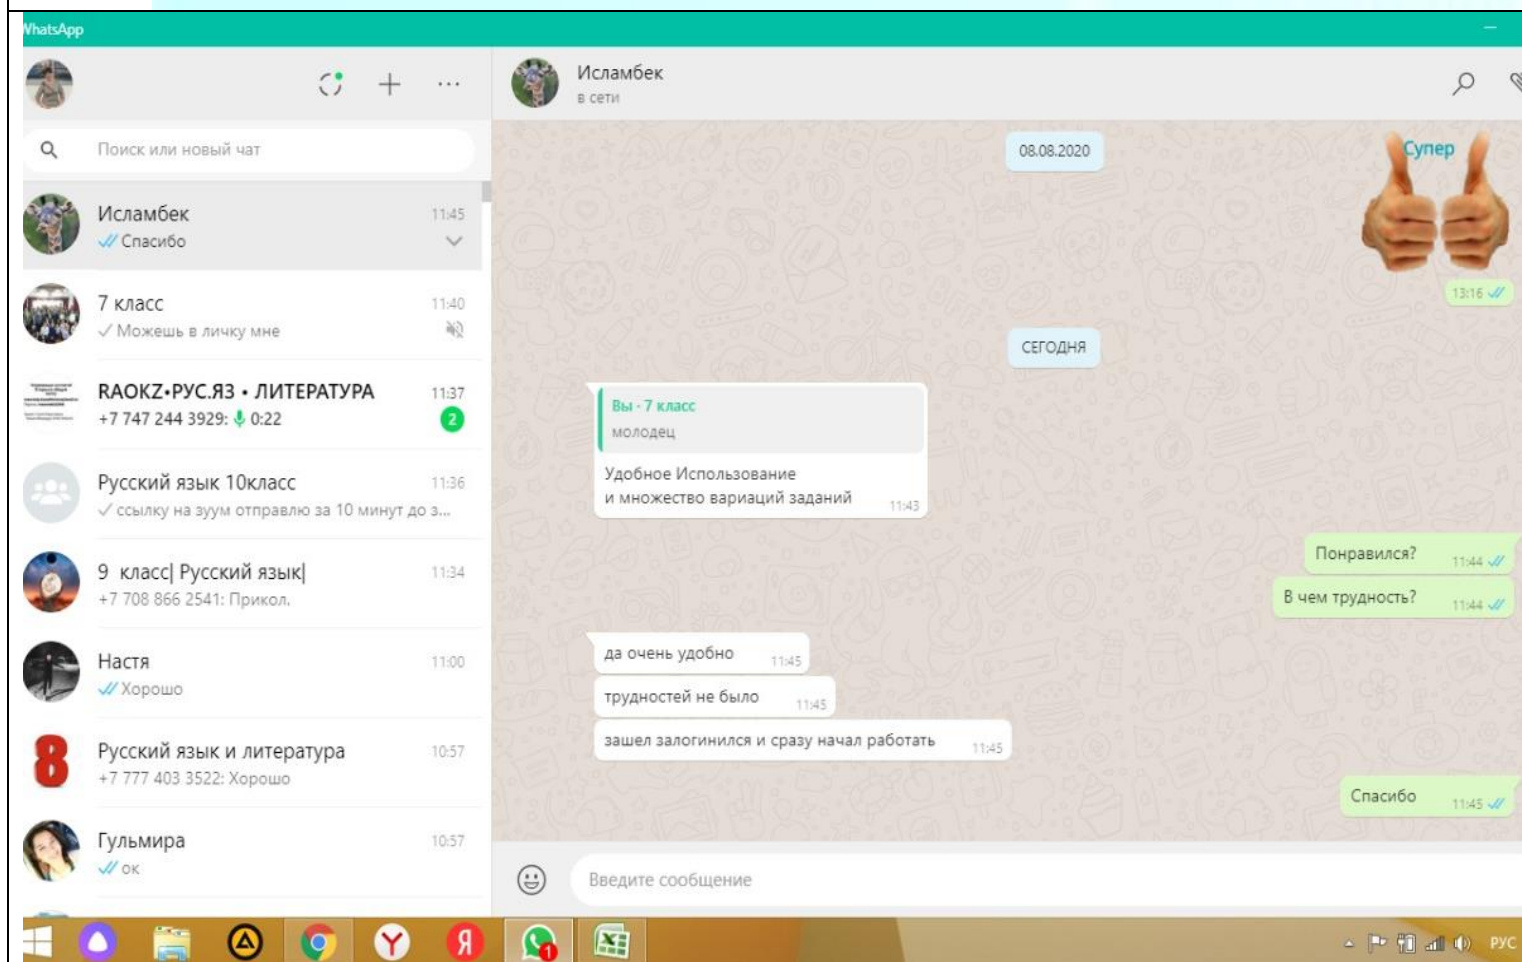 WhatsApp
Поиск или новый чат
Исламбек
11:45
Спасибо
7 класс
11:40
Можешь в личку мне
RAOKZ•РУС.ЯЗ • ЛИТЕРАТУРА
11:37
+7 747 244 3929: 0:22
2
Русский язык 10класс
11:36
ссылку на зуум отправлю за 10 минут до з...
9 класс| Русский язык|
11:34
+7 708 866 2541: Прикол.
Настя
11:00
Хорошо
8
Русский язык и литература
10:57
+7 777 403 3522: Хорошо
Гульмира
10:57
ок
Исламбек
в сети
08.08.2020
Супер
13:16
СЕГОДНЯ
Вы - 7 класс
молодец
Удобное Использование
и множество вариаций заданий
11:43
Понравился?
11:44
В чем трудность?
11:44
да очень удобно
11:45
трудностей не было
11:45
зашел залогинился и сразу начал работать
11:45
Спасибо
11:45
Введите сообщение
Y
Я
1
РУС